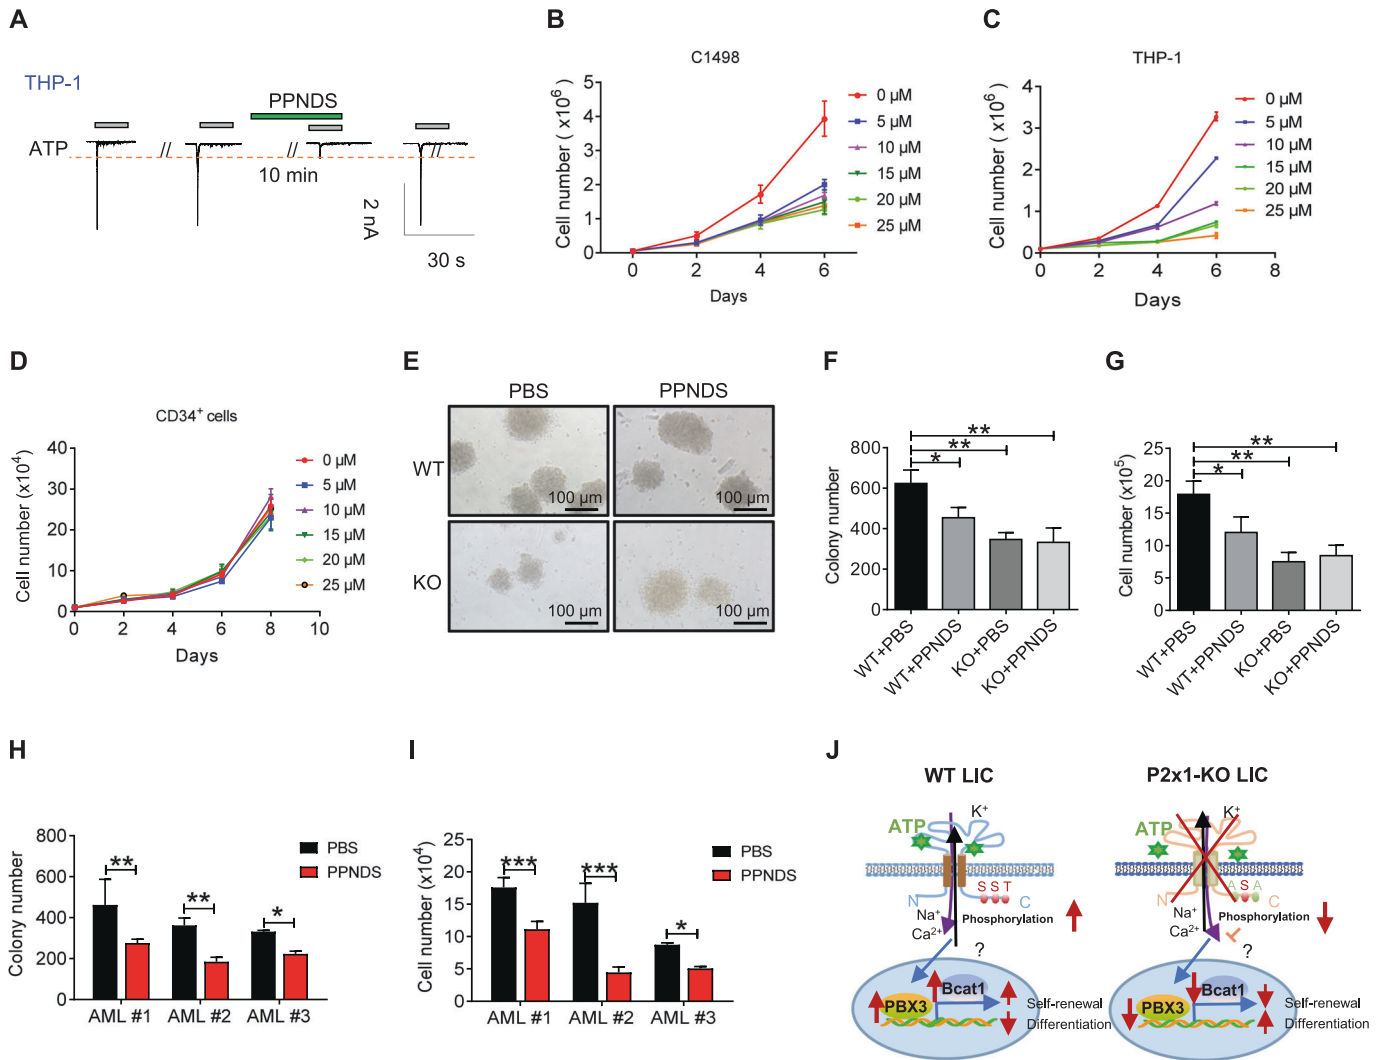 A
THP-1
PPNDS
ATP
//
//
//
10 min
2 nA
30 s
B
C1498
Cell number ( x10⁶)
5
4
3
2
1
0
0 2 4 6
Days
0 µM
5 µM
10 µM
15 µM
20 µM
25 µM
C
THP-1
Cell number ( x10⁶)
4
3
2
1
0
0 2 4 6 8
Days
0 µM
5 µM
10 µM
15 µM
20 µM
25 µM
D
CD34⁺ cells
Cell number (x10⁴)
40
30
20
10
0
0 2 4 6 8 10
Days
0 µM
5 µM
10 µM
15 µM
20 µM
25 µM
E
PBS PPNDS
WT
100 µm 100 µm
KO
100 µm 100 µm
F
**
**
*
Colony number
800
600
400
200
0
WT+PBS
WT+PPNDS
KO+PBS
KO+PPNDS
G
**
**
*
Cell number (x10⁵)
25
20
15
10
5
0
WT+PBS
WT+PPNDS
KO+PBS
KO+PPNDS
H
Colony number
800
600
400
200
0
** ** *
AML #1 AML #2 AML #3
PBS
PPNDS
I
Cell number (x10⁴)
25
20
15
10
5
0
*** *** *
AML #1 AML #2 AML #3
PBS
PPNDS
J
WT LIC
K⁺
ATP
S S T
N C
Na⁺
Ca²⁺
Phosphorylation
?
Bcat1
PBX3
Self-renewal
Differentiation
P2x1-KO LIC
K⁺
ATP
A S A
N C
Na⁺
Ca²⁺
Phosphorylation
?
Bcat1
PBX3
Self-renewal
Differentiation